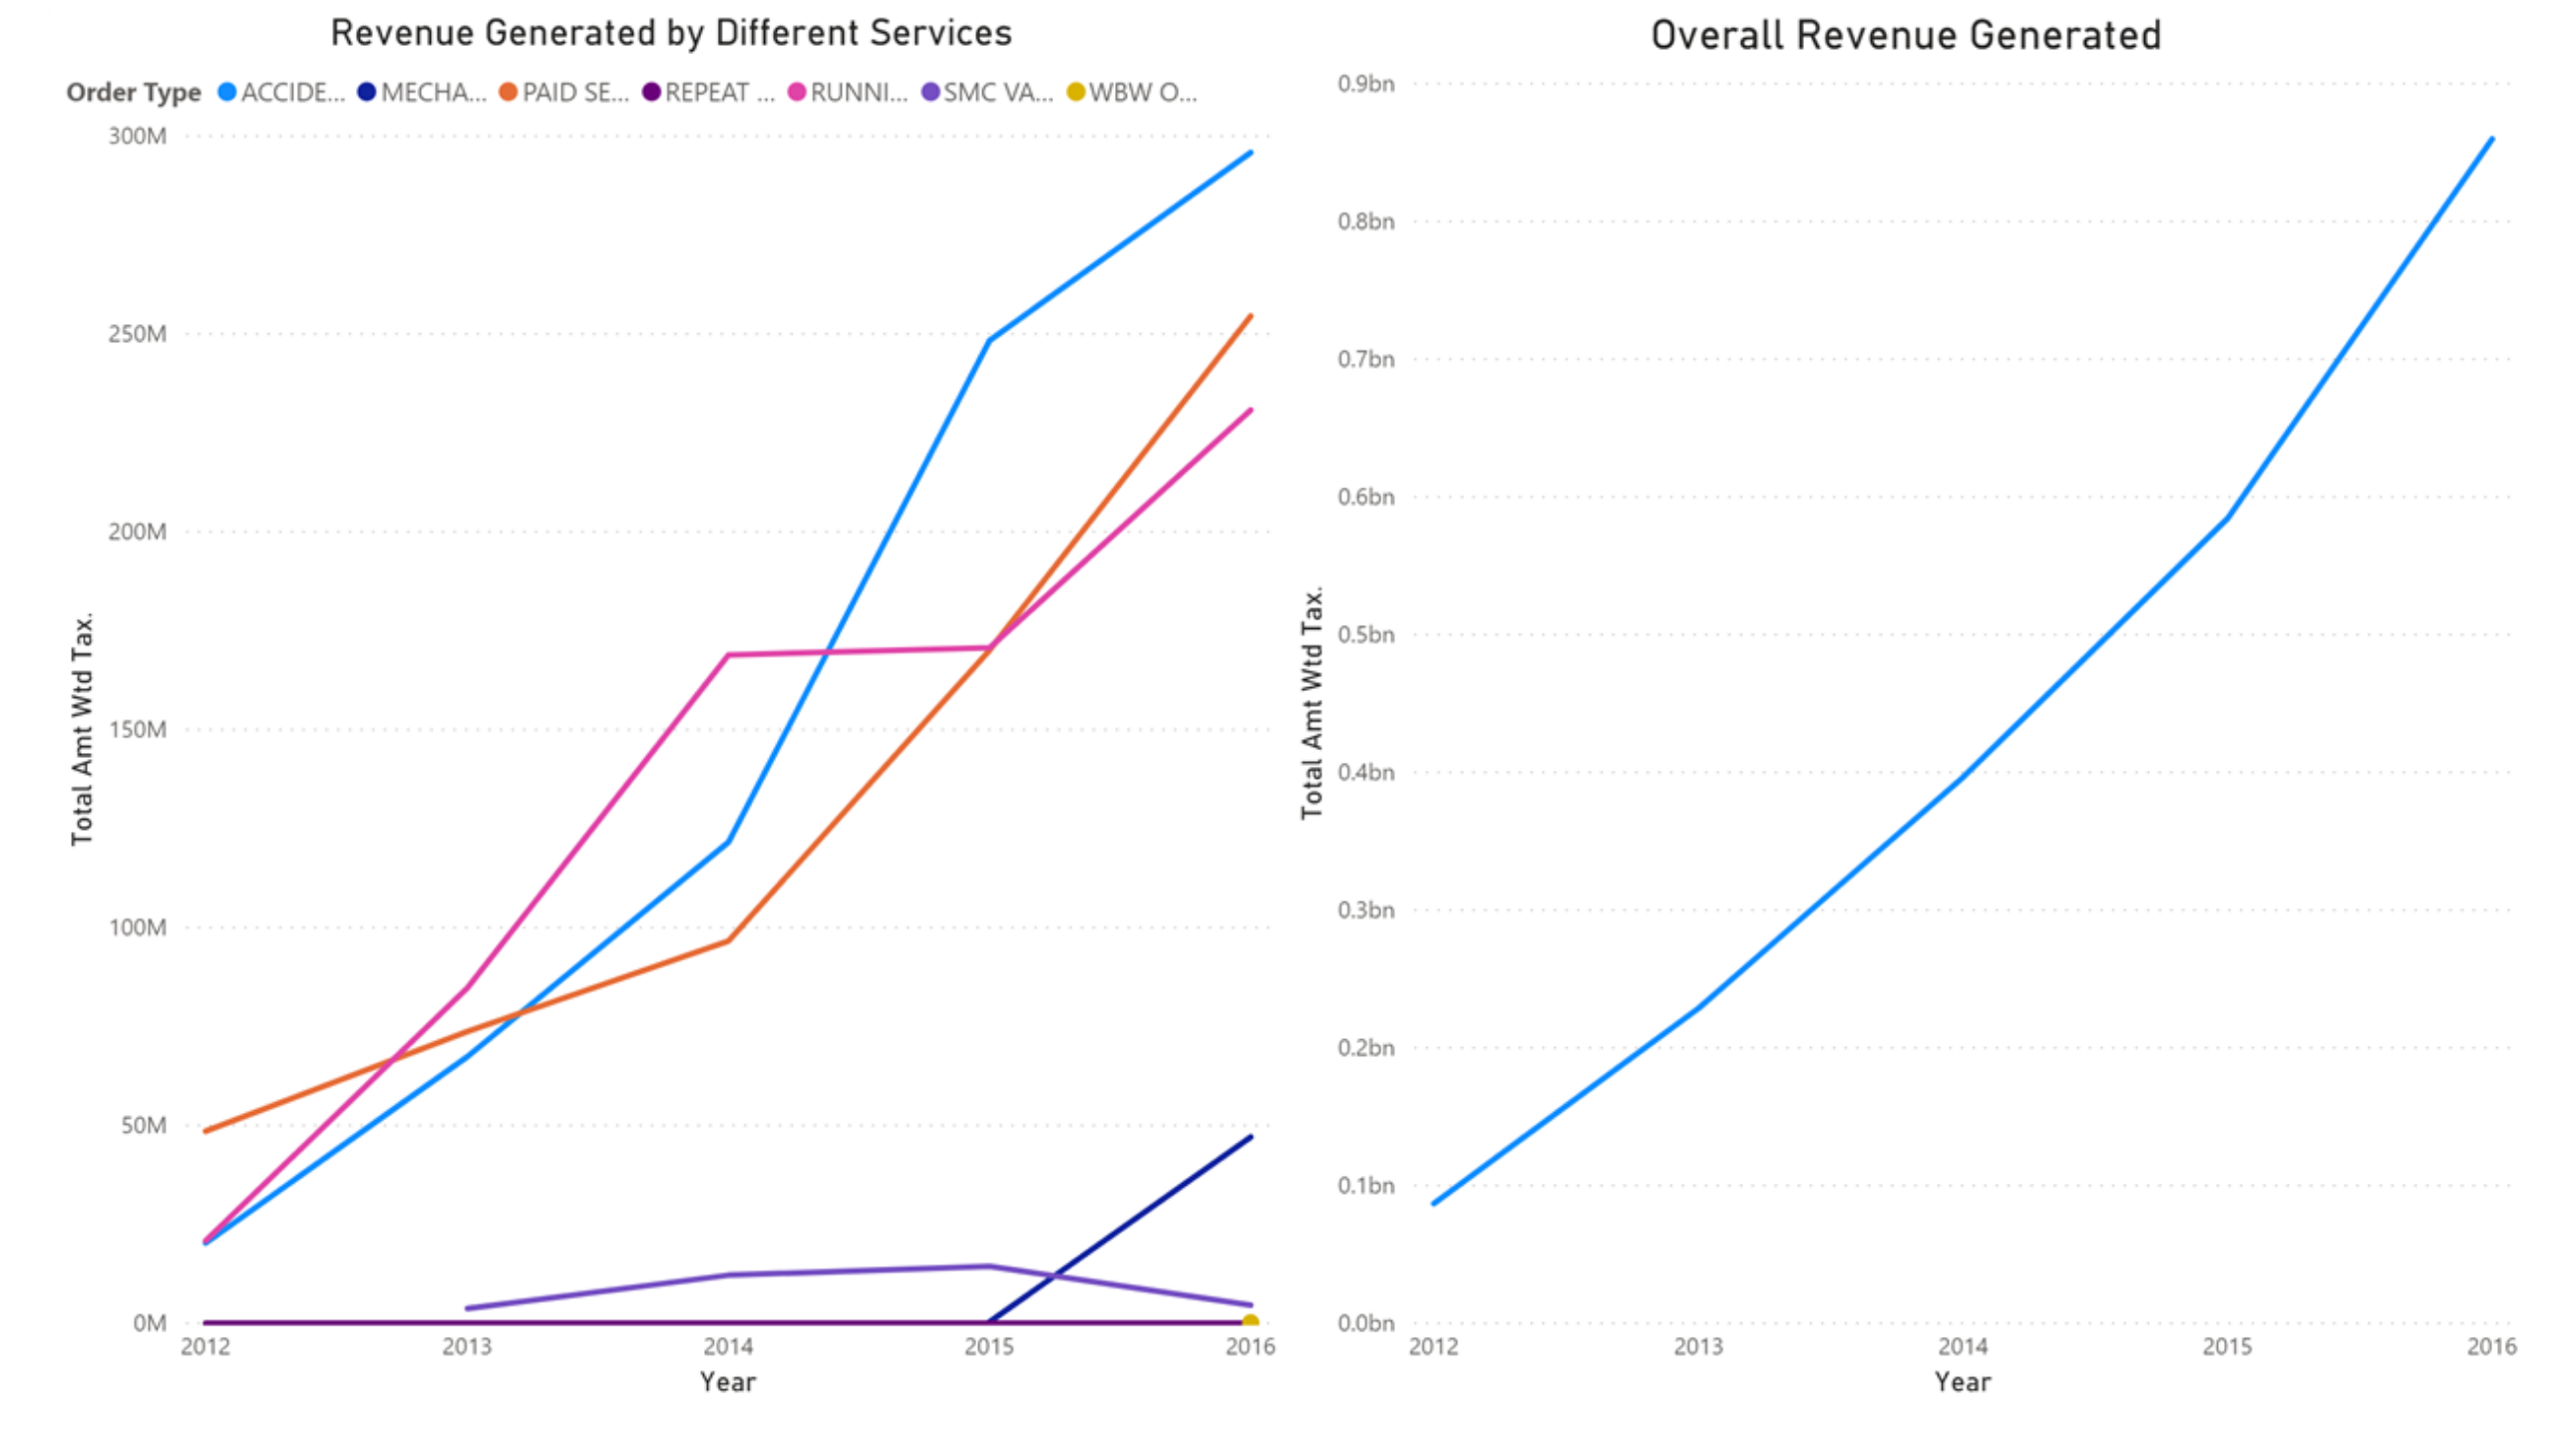 Revenue Generated by Different Services
Order Type ACCIDE... MECHA... PAID SE... REPEAT ... RUNNI... SMC VA... WBW O...
300M
250M
200M
150M
100M
50M
0M
Total Amt Wtd Tax.
2012 2013 2014 2015 2016
Year
Overall Revenue Generated
0.9bn
0.8bn
0.7bn
0.6bn
0.5bn
0.4bn
0.3bn
0.2bn
0.1bn
0.0bn
Total Amt Wtd Tax.
2012 2013 2014 2015 2016
Year